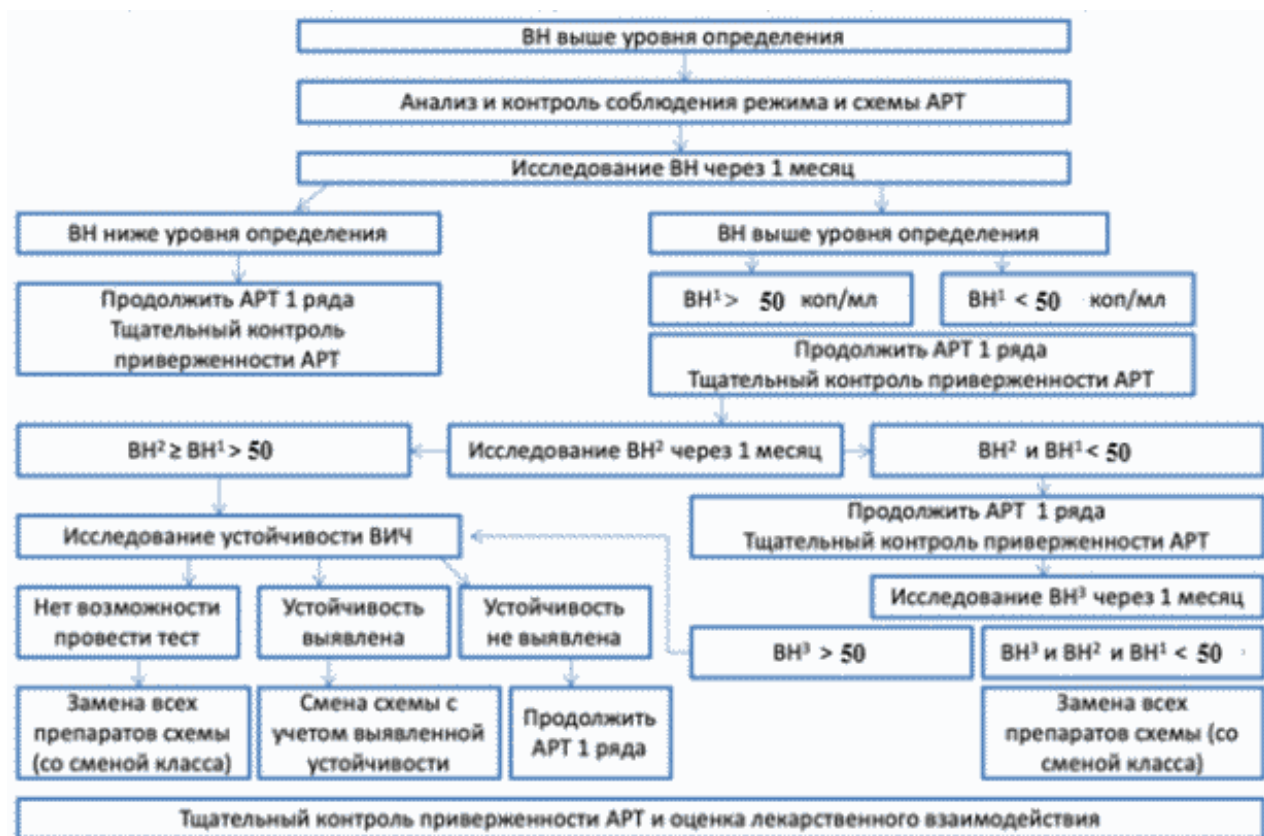 ВН выше уровня определения
Анализ и контроль соблюдения режима и схемы АРТ
Исследование ВН через 1 месяц
ВН ниже уровня определения
ВН выше уровня определения
Продолжить АРТ 1 ряда
Тщательный контроль
приверженности АРТ
ВН¹ > 50 коп/мл
ВН¹ < 50 коп/мл
Продолжить АРТ 1 ряда
Тщательный контроль приверженности АРТ
ВН² ≥ ВН¹ > 50
Исследование ВН² через 1 месяц
ВН² и ВН¹ < 50
Исследование устойчивости ВИЧ
Продолжить АРТ 1 ряда
Тщательный контроль приверженности АРТ
Нет возможности
провести тест
Устойчивость
выявлена
Устойчивость
не выявлена
Исследование ВН³ через 1 месяц
ВН³ > 50
ВН³ и ВН² и ВН¹ < 50
Замена всех
препаратов схемы
(со сменой класса)
Смена схемы с
учетом выявленной
устойчивости
Продолжить
АРТ 1 ряда
Замена всех
препаратов схемы (со
сменой класса)
Тщательный контроль приверженности АРТ и оценка лекарственного взаимодействия